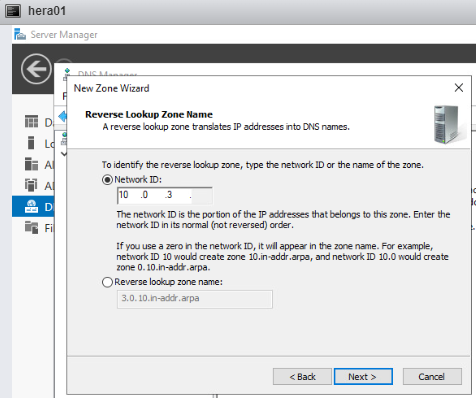 hera01
Server Manager
DNS Manager
New Zone Wizard
Reverse Lookup Zone Name
A reverse lookup zone translates IP addresses into DNS names.
To identify the reverse lookup zone, type the network ID or the name of the zone.
Network ID:
10 .0 .3 .
The network ID is the portion of the IP addresses that belongs to this zone. Enter the
network ID in its normal (not reversed) order.
If you use a zero in the network ID, it will appear in the zone name. For example,
network ID 10 would create zone 10.in-addr.arpa, and network ID 10.0 would create
zone 0.10.in-addr.arpa.
Reverse lookup zone name:
3.0.10.in-addr.arpa
< Back
Next >
Cancel